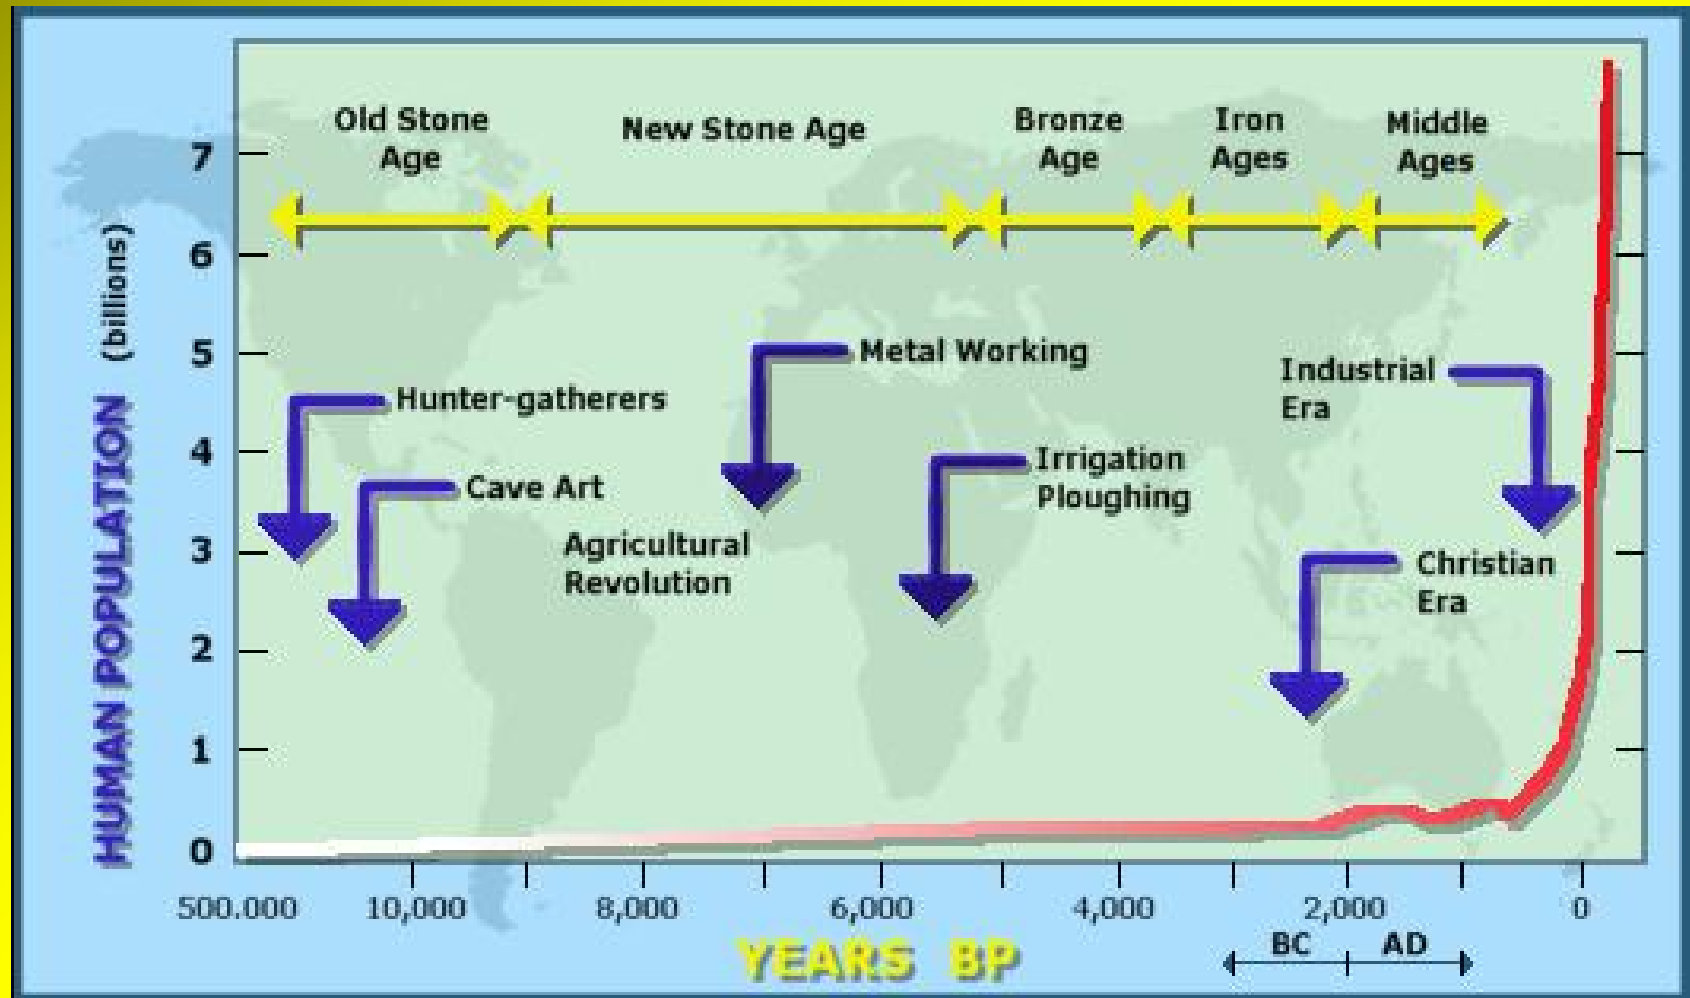 Old Stone
Age
New Stone Age
Bronze
Age
Iron
Ages
Middle
Ages
HUMAN POPULATION (billions)
7
6
5
4
3
2
1
0
Metal Working
Industrial
Era
Hunter-gatherers
Irrigation
Ploughing
Cave Art
Agricultural
Revolution
Christian
Era
500.000 10,000 8,000 6,000 4,000 2,000 0
BC AD
YEARS BP